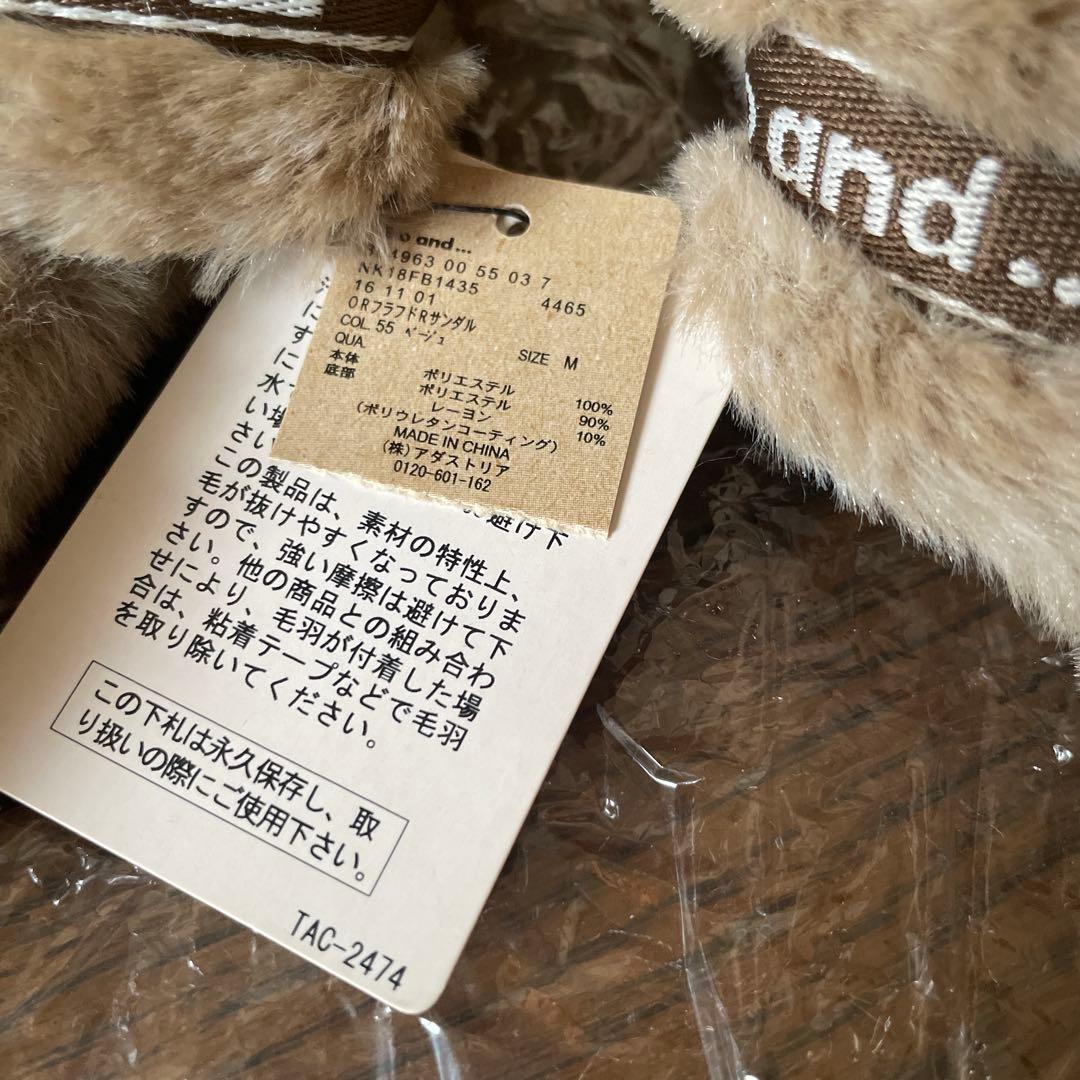 and...
o and...
4963 00 55 03 7
NK18FB1435 4465
16 11 01
ORフラフドRサンダル
COL. 55 ベージュ
QUA. SIZE M
本体 ポリエステル 100%
底部 ポリエステル 90%
レーヨン 10%
(ポリウレタンコーティング)
MADE IN CHINA
(株)アダストリア
0120-601-162
に
す
に
水
い場
さい
避け下
この製品は、素材の特性上、
毛が抜けやすくなっておりま
すので、強い摩擦は避けて下
さい。他の商品との組み合わ
せにより、毛羽が付着した場
合は、粘着テープなどで毛羽
を取り除いてください。
この下札は永久保存し、取
り扱いの際にご使用下さい。
TAC-2474